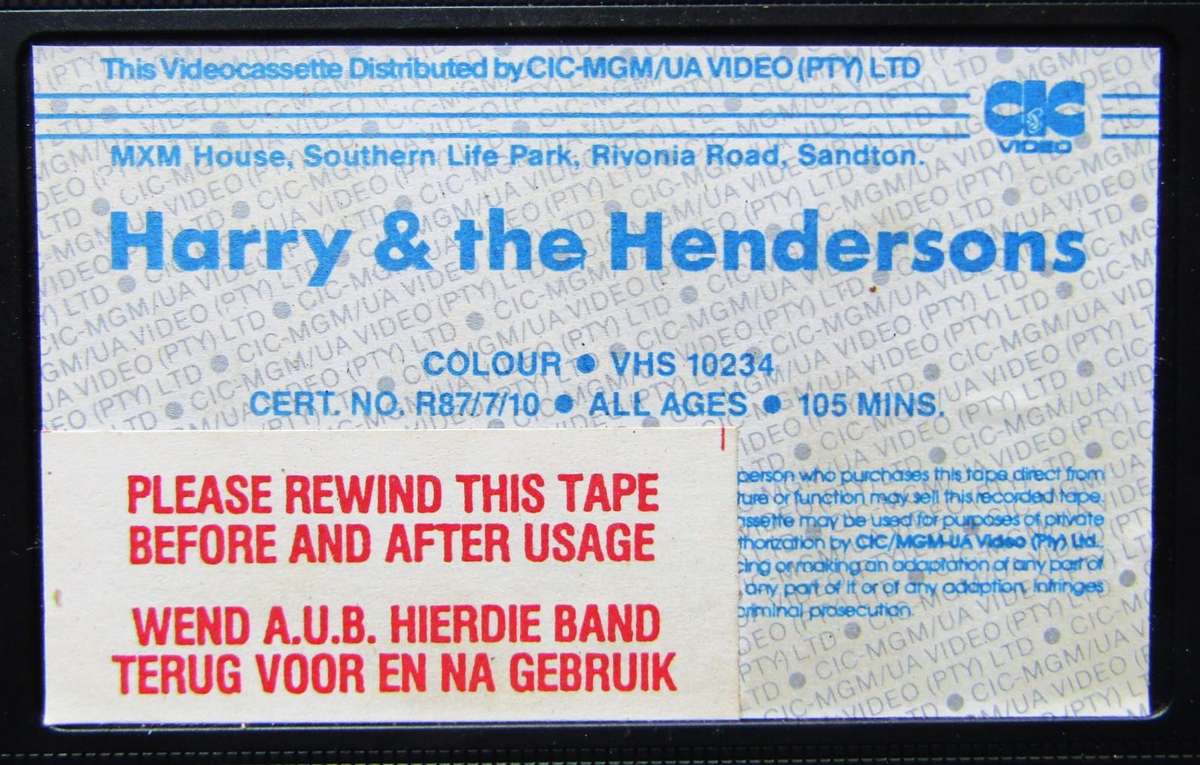 This Videocassette Distributed by CIC-MGM/UA VIDEO (PTY) LTD
CIC
VIDEO
MXM House, Southern Life Park, Rivonia Road, Sandton.
Harry & the Hendersons
COLOUR ● VHS 10234
CERT. NO. R87/7/10 ● ALL AGES ● 105 MINS.
person who purchases this tape direct from
or function may sell this recorded tape.
may be used for purposes of private
by CIC/MGM-UA Video (Pty) Ltd.
or making an adaptation of any part of
any part of it or of any adaption, infringes
criminal prosecution.
PLEASE REWIND THIS TAPE
BEFORE AND AFTER USAGE
WEND A.U.B. HIERDIE BAND
TERUG VOOR EN NA GEBRUIK